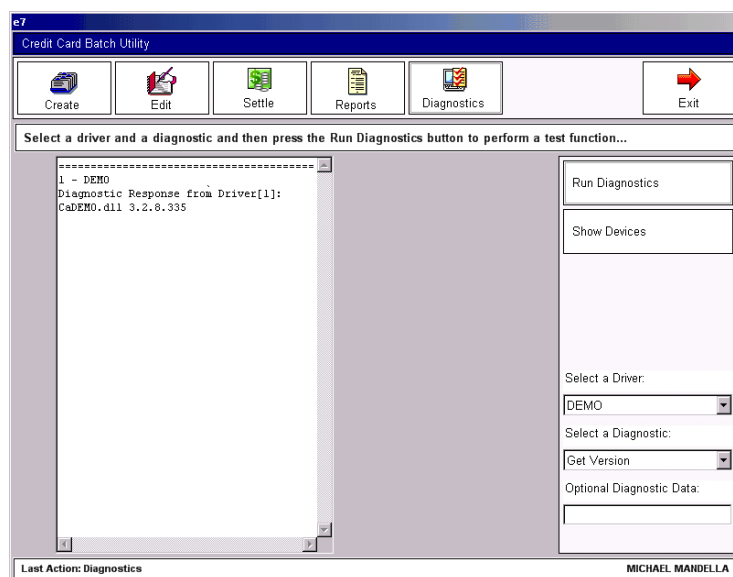 e7
Credit Card Batch Utility
Create
Edit
Settle
Reports
Diagnostics
Exit
Select a driver and a diagnostic and then press the Run Diagnostics button to perform a test function...
========================================
1 - DEMO
Diagnostic Response from Driver[1]:
CaDEMO.dll 3.2.8.335
Run Diagnostics
Show Devices
Select a Driver:
DEMO
Select a Diagnostic:
Get Version
Optional Diagnostic Data:
Last Action: Diagnostics
MICHAEL MANDELLA